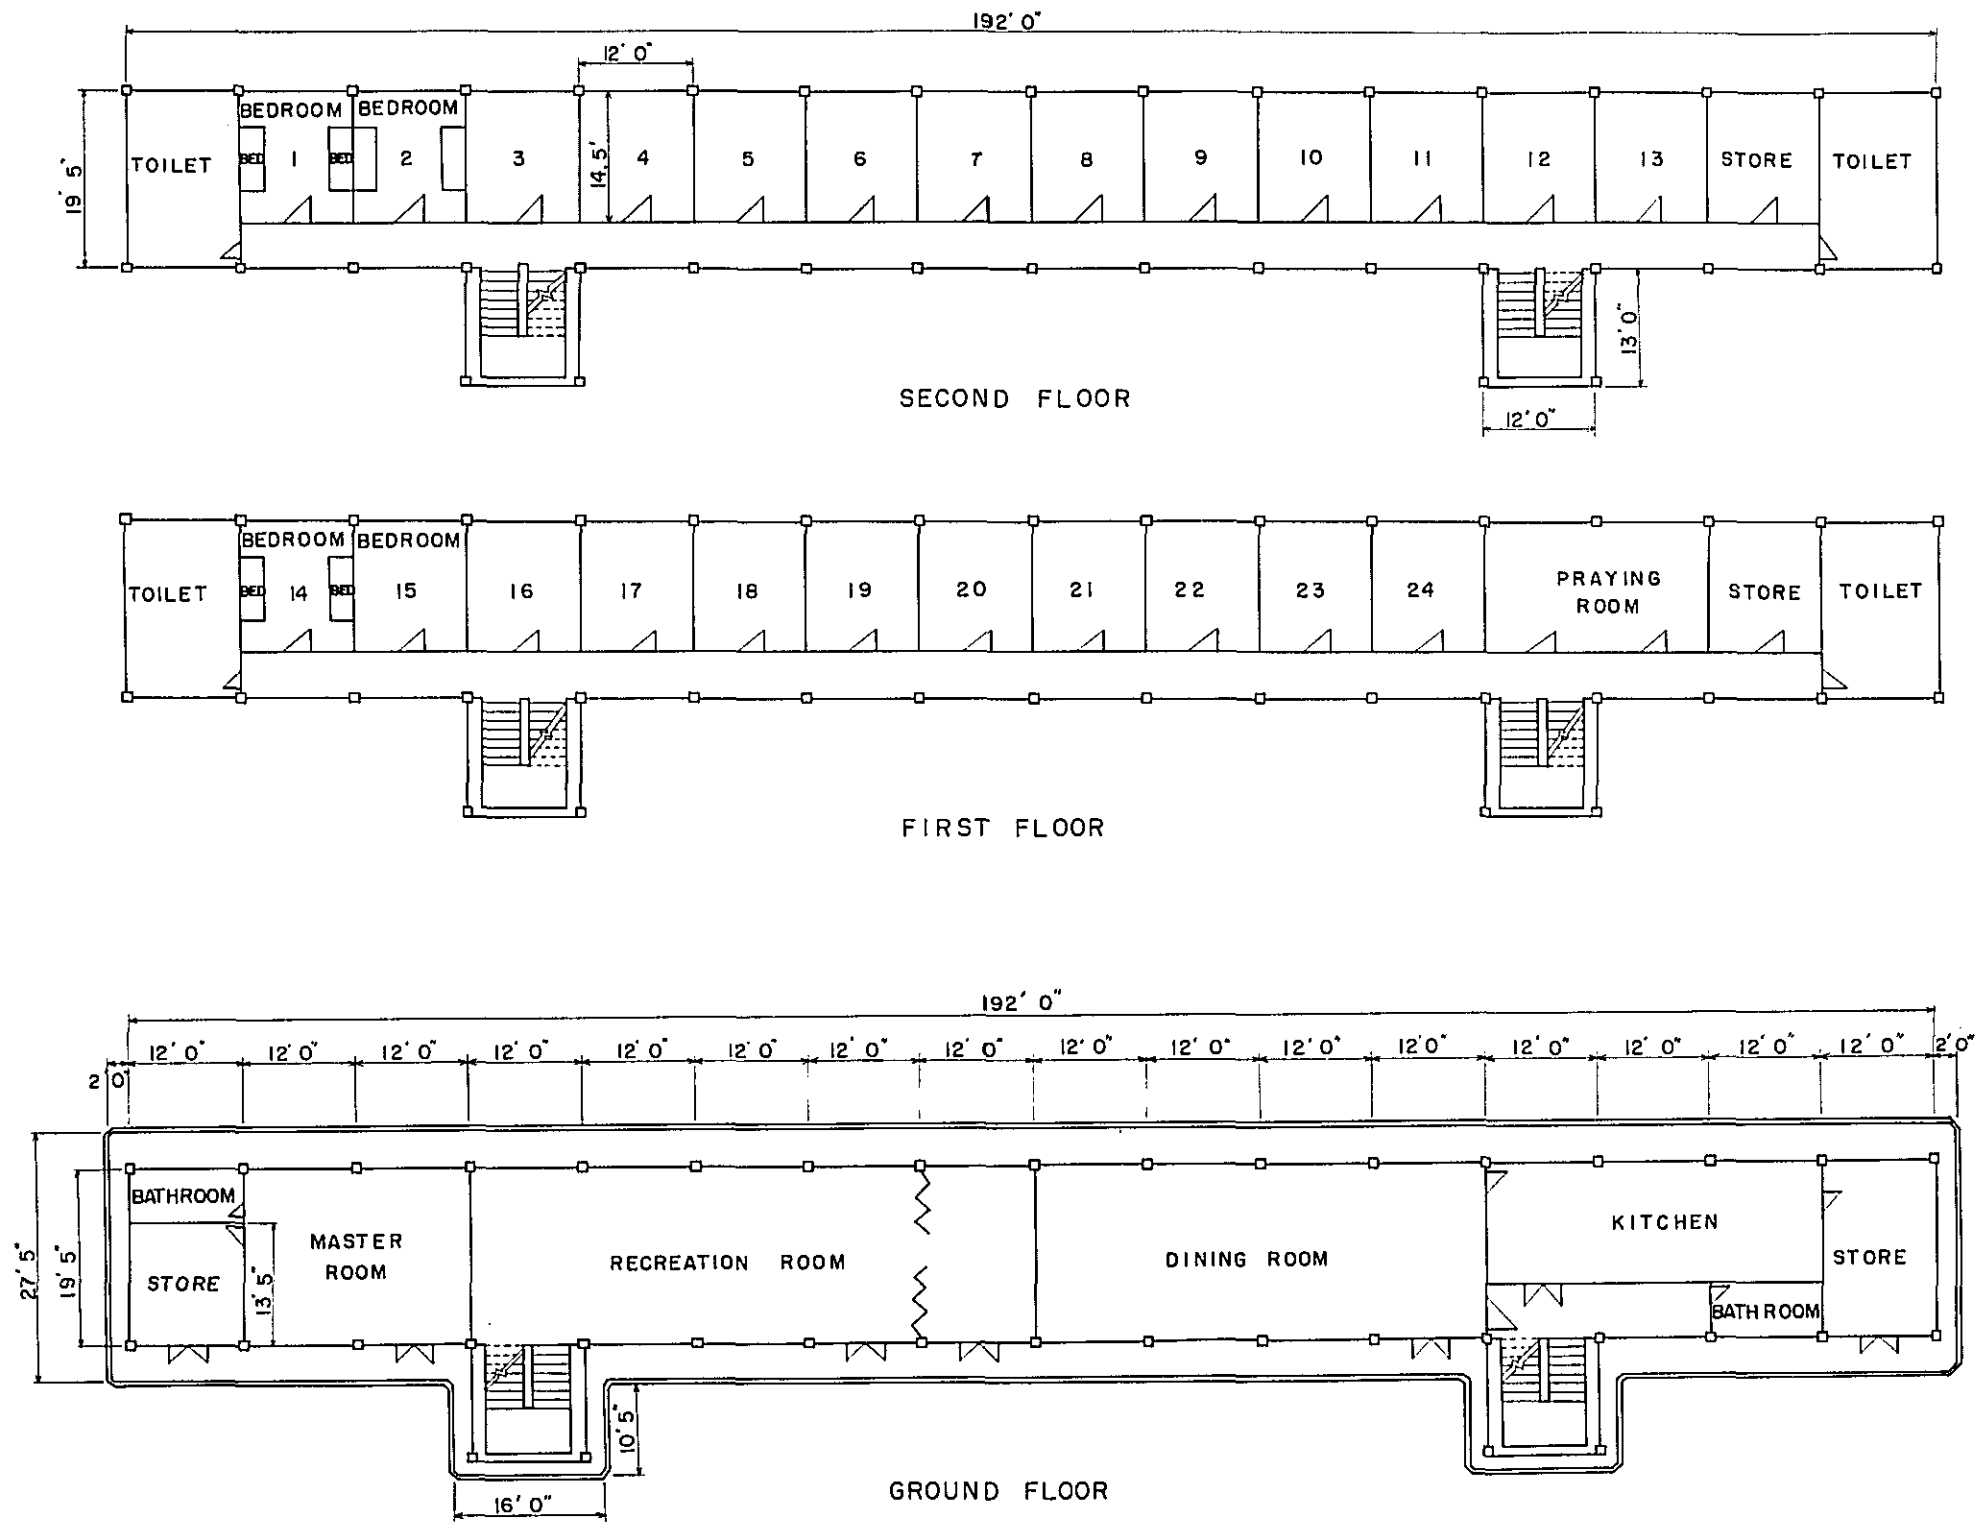 192' 0"
12' 0"
BEDROOM BEDROOM
TOILET BED 1 BED 2 3 4 5 6 7 8 9 10 11 12 13 STORE TOILET
19' 5'
14.5'
13' 0"
SECOND FLOOR
12' 0"
BEDROOM BEDROOM
TOILET BED 14 BED 15 16 17 18 19 20 21 22 23 24 PRAYING ROOM STORE TOILET
FIRST FLOOR
192' 0"
12' 0" 12' 0" 12' 0" 12' 0" 12' 0" 12' 0" 12' 0" 12' 0" 12' 0" 12' 0" 12' 0" 12' 0" 12' 0" 12' 0" 12' 0" 12' 0" 2' 0"
2 0'
BATHROOM
MASTER
ROOM
RECREATION ROOM
DINING ROOM
KITCHEN
STORE
STORE
BATH ROOM
27' 5"
19' 5"
13' 5"
10' 5"
16' 0"
GROUND FLOOR